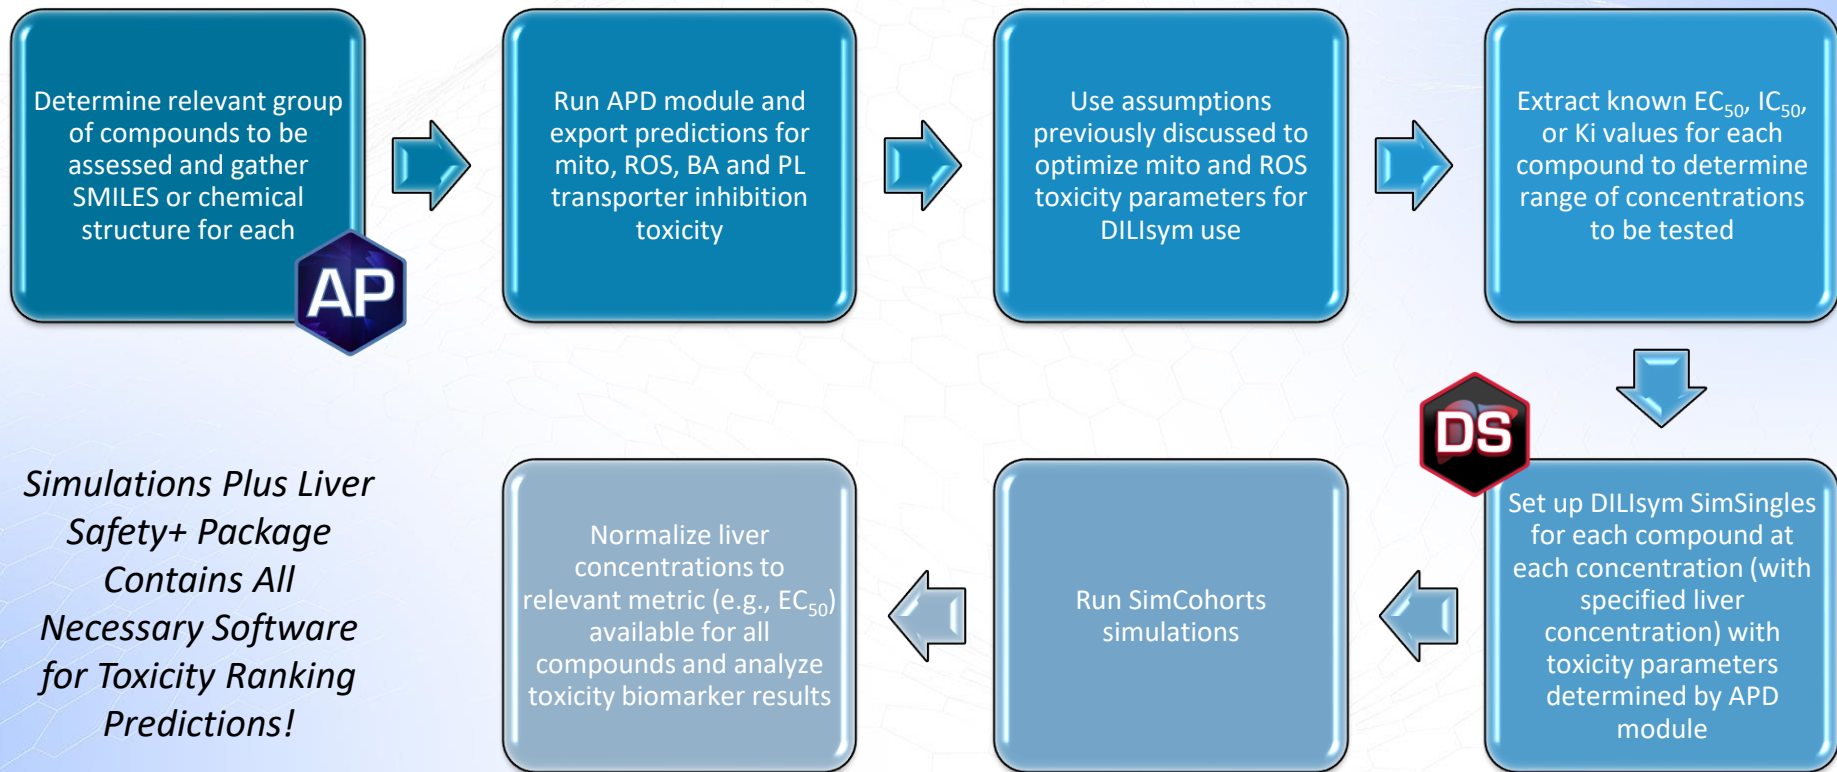 Determine relevant group
of compounds to be
assessed and gather
SMILES or chemical
structure for each
AP
Run APD module and
export predictions for
mito, ROS, BA and PL
transporter inhibition
toxicity
Use assumptions
previously discussed to
optimize mito and ROS
toxicity parameters for
DILIsym use
Extract known EC50, IC50,
or Ki values for each
compound to determine
range of concentrations
to be tested
DS
Set up DILIsym SimSingles
for each compound at
each concentration (with
specified liver
concentration) with
toxicity parameters
determined by APD
module
Run SimCohorts
simulations
Normalize liver
concentrations to
relevant metric (e.g., EC50)
available for all
compounds and analyze
toxicity biomarker results
Simulations Plus Liver
Safety+ Package
Contains All
Necessary Software
for Toxicity Ranking
Predictions!